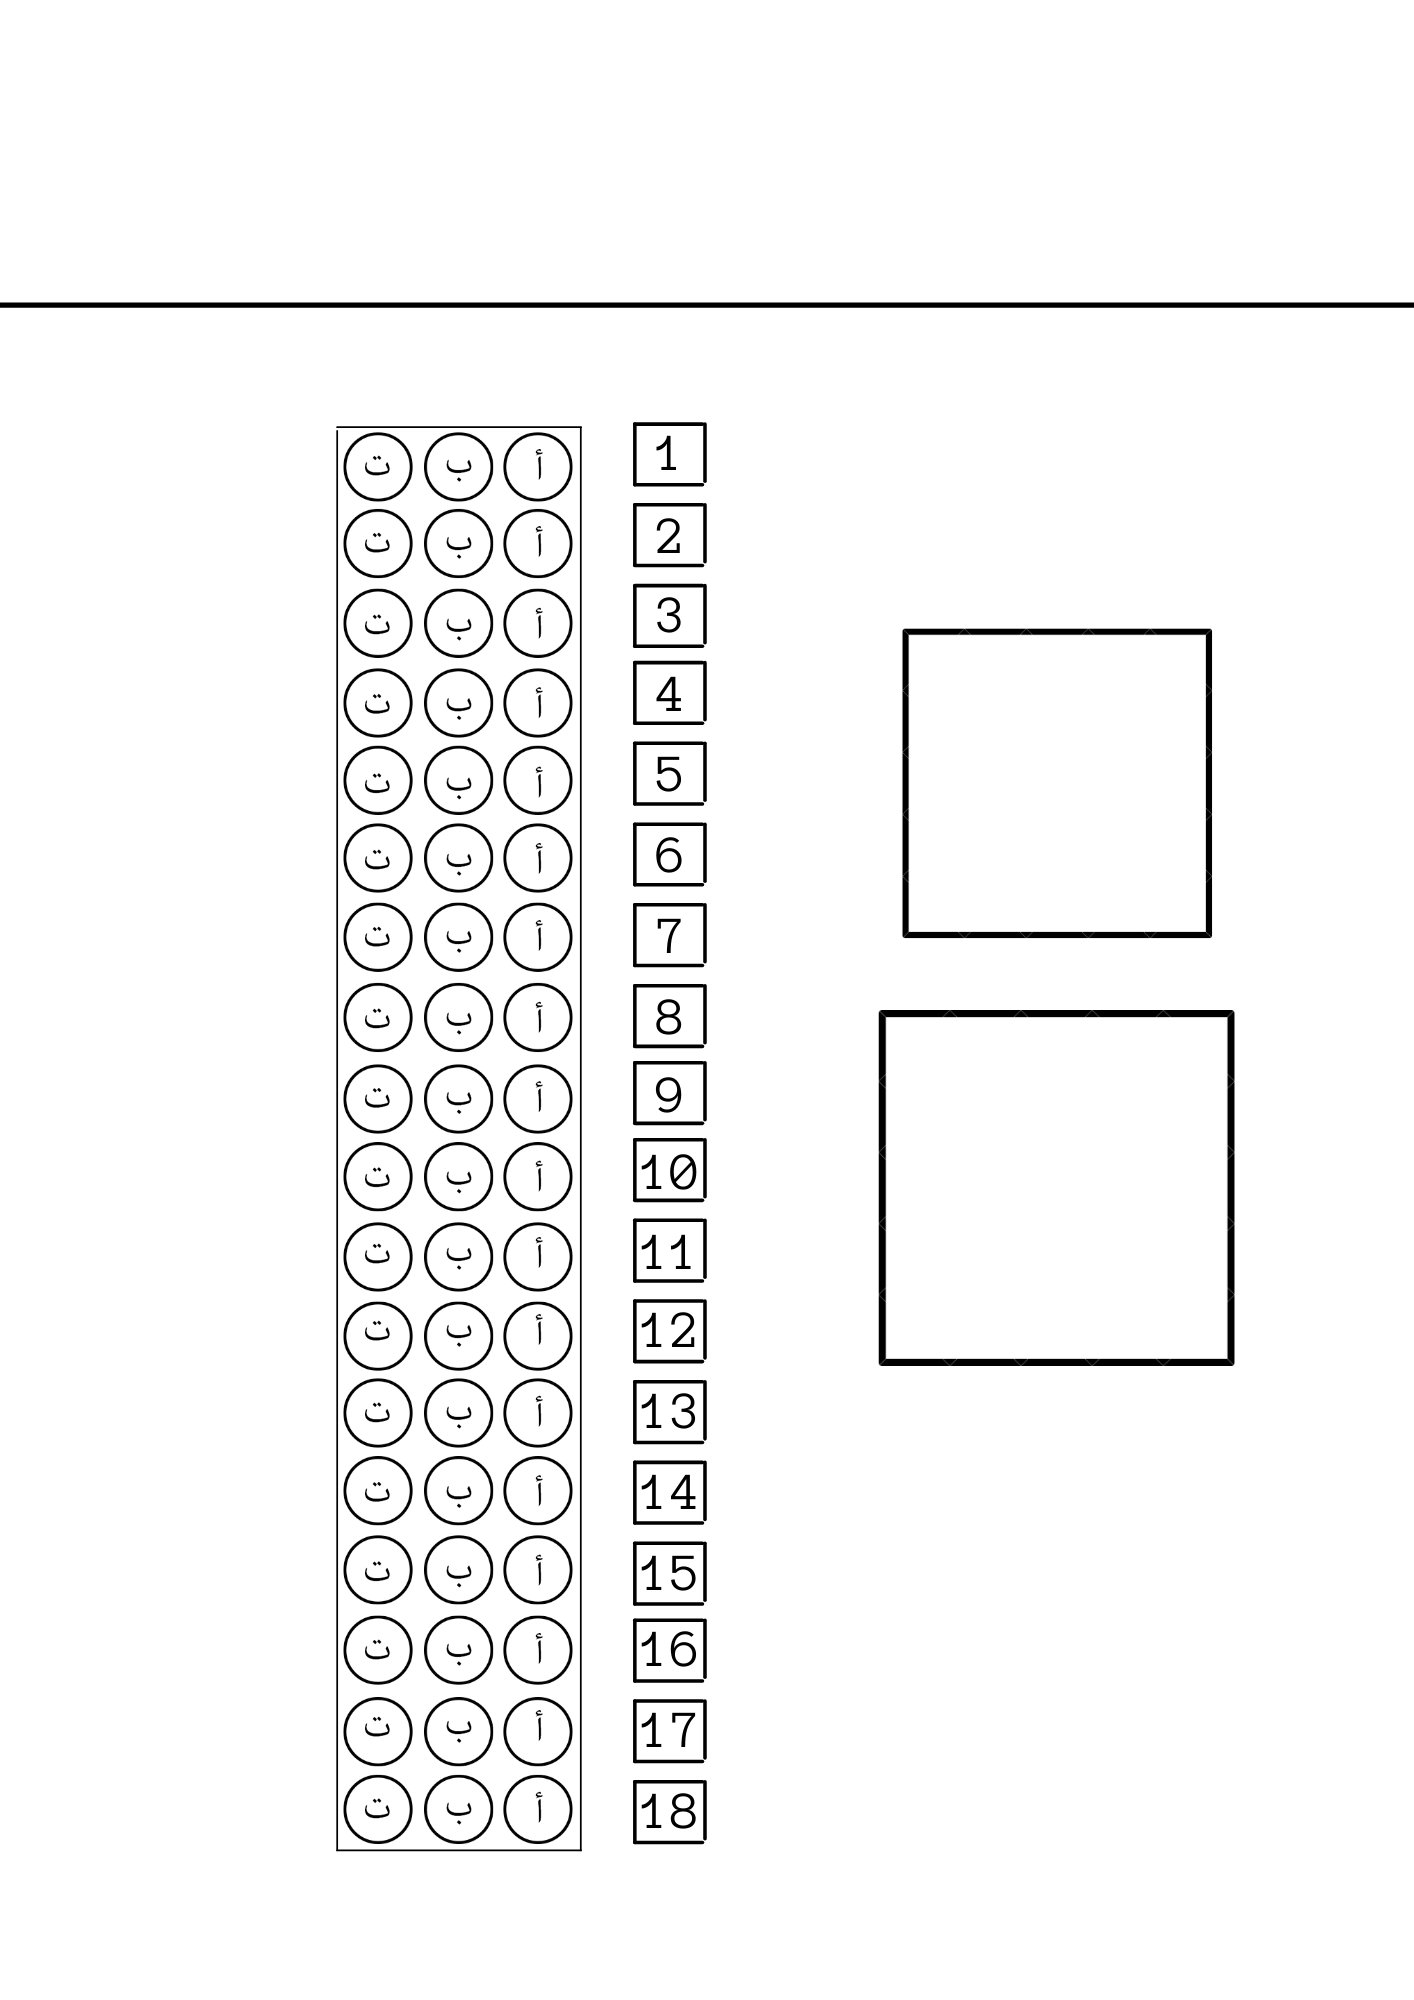 1 أ ب ت
2 أ ب ت
3 أ ب ت
4 أ ب ت
5 أ ب ت
6 أ ب ت
7 أ ب ت
8 أ ب ت
9 أ ب ت
10 أ ب ت
11 أ ب ت
12 أ ب ت
13 أ ب ت
14 أ ب ت
15 أ ب ت
16 أ ب ت
17 أ ب ت
18 أ ب ت